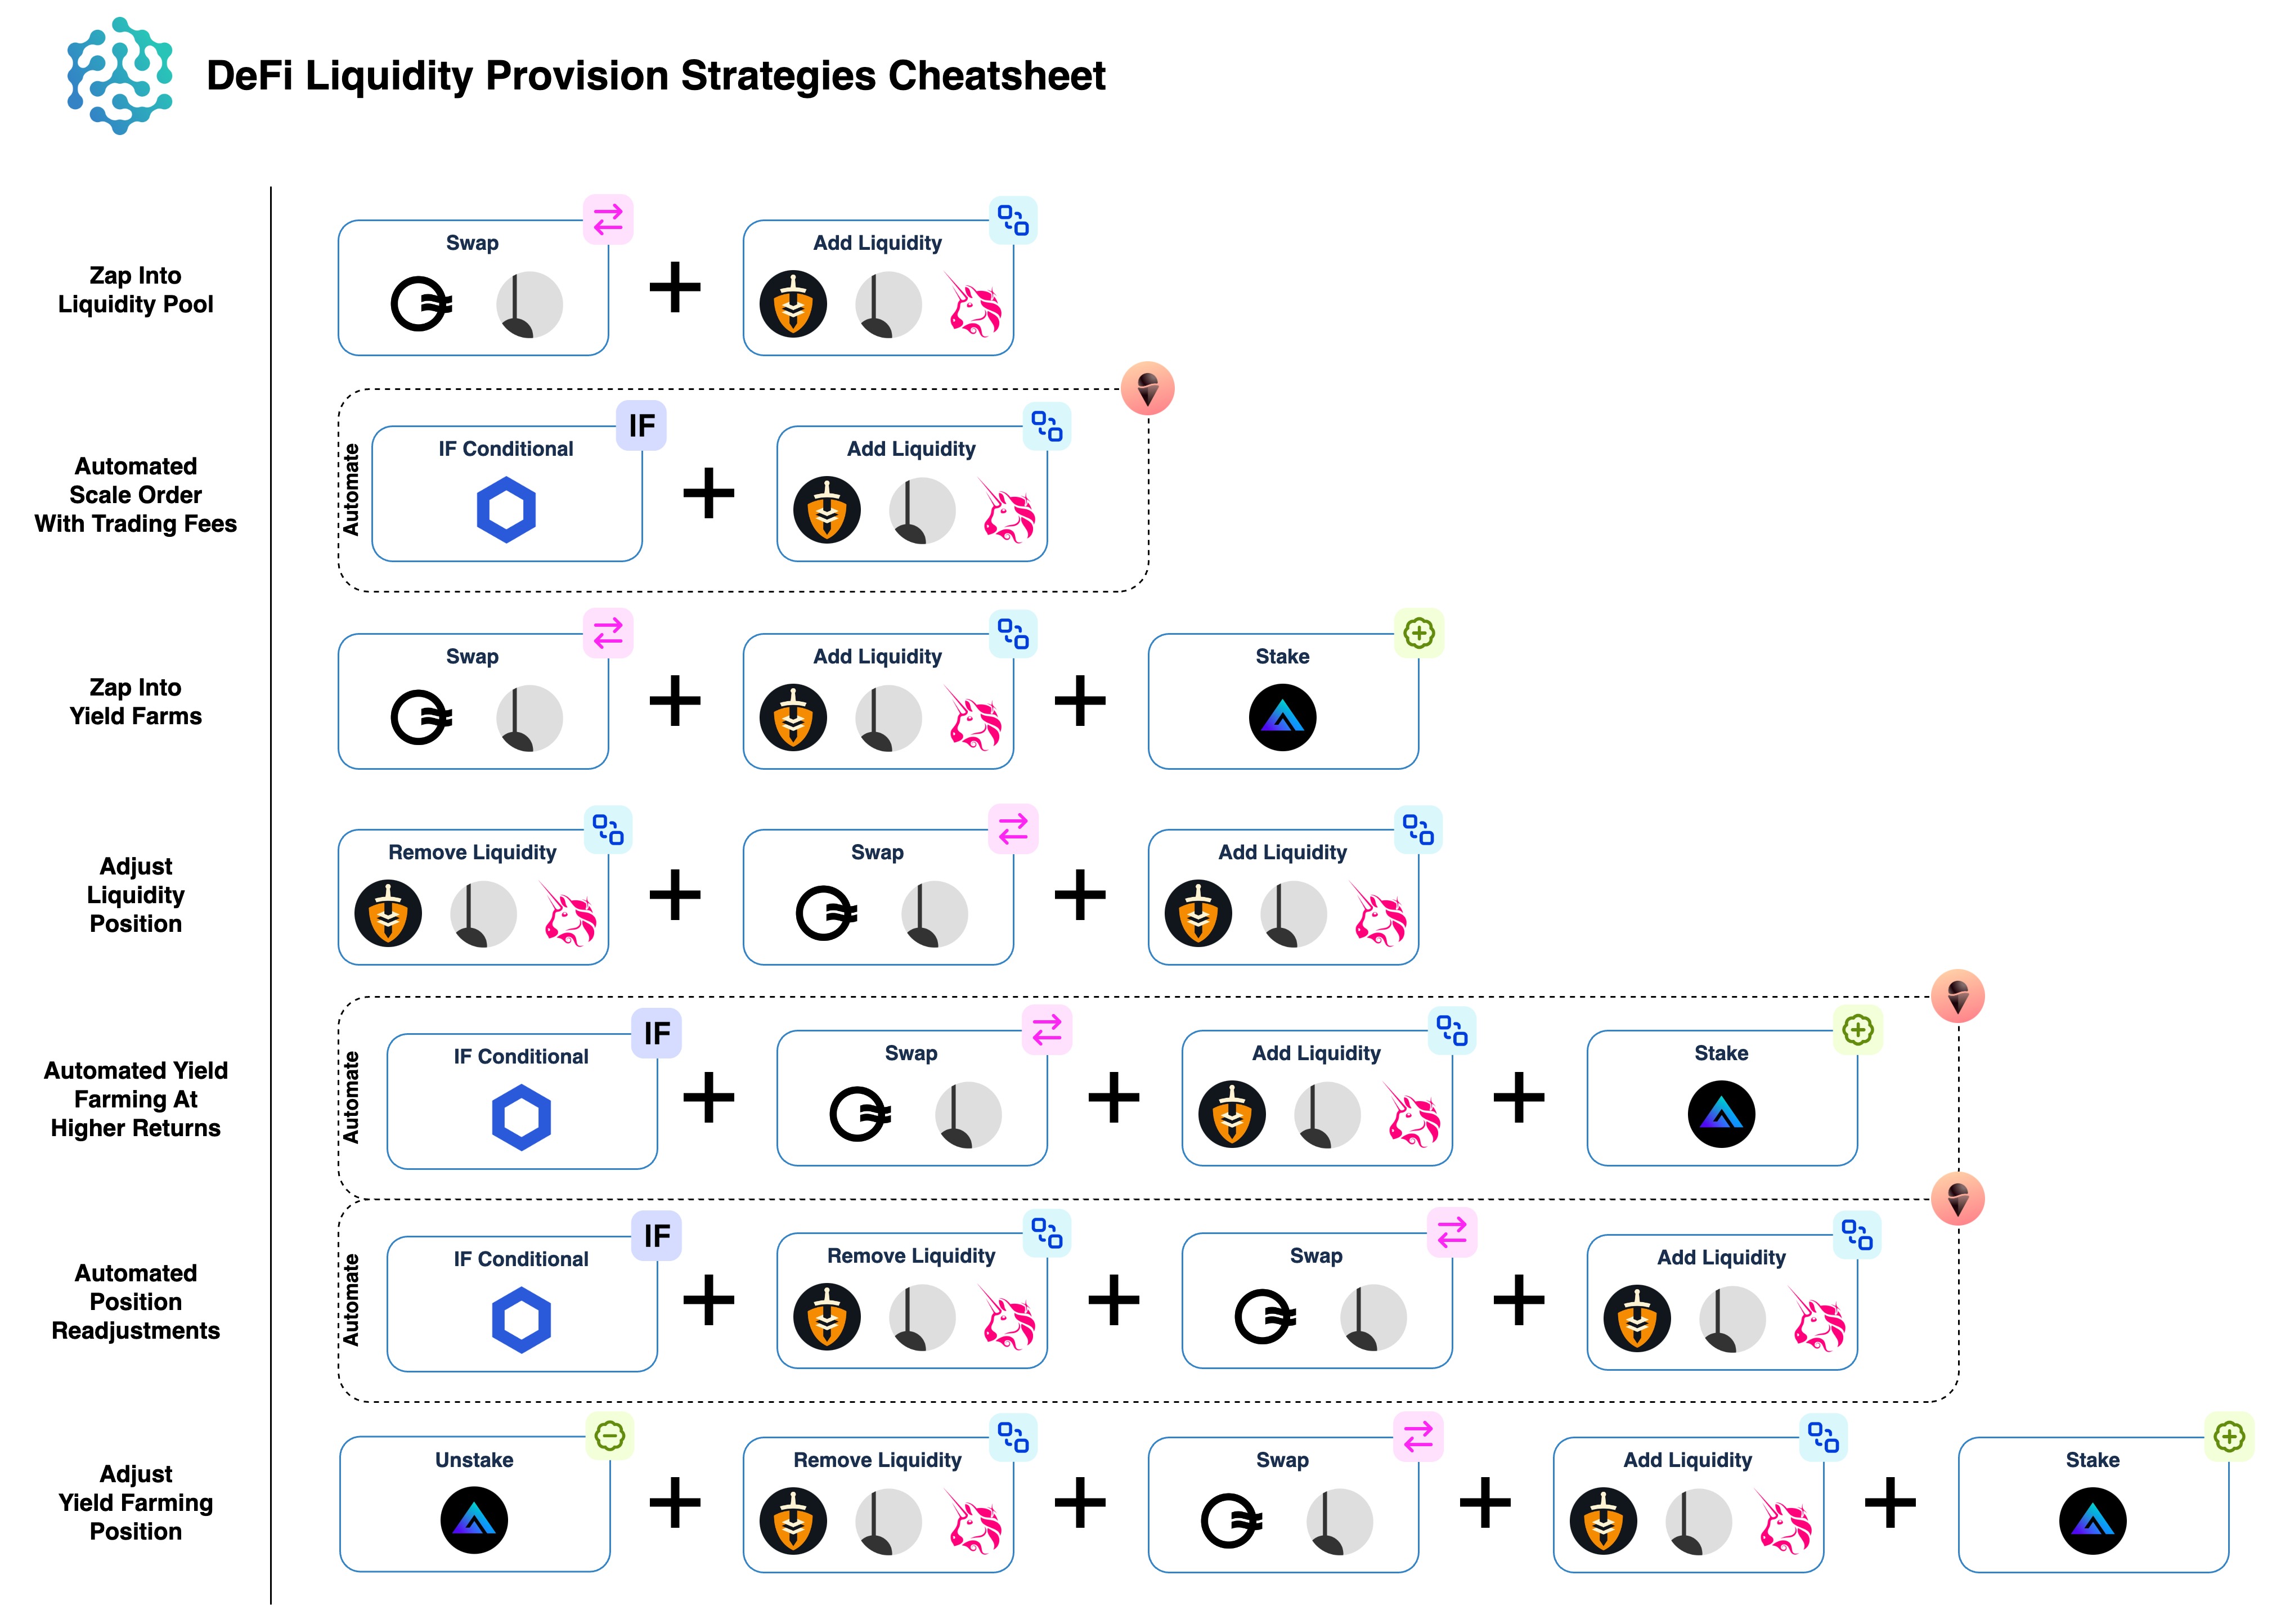 DeFi Liquidity Provision Strategies Cheatsheet
Zap Into
Liquidity Pool
Swap
Add Liquidity
Automated
Scale Order
With Trading Fees
Automate
IF Conditional
IF
Add Liquidity
Zap Into
Yield Farms
Swap
Add Liquidity
Stake
Adjust
Liquidity
Position
Remove Liquidity
Swap
Add Liquidity
Automated Yield
Farming At
Higher Returns
Automate
IF Conditional
IF
Swap
Add Liquidity
Stake
Automated
Position
Readjustments
Automate
IF Conditional
IF
Remove Liquidity
Swap
Add Liquidity
Adjust
Yield Farming
Position
Unstake
Remove Liquidity
Swap
Add Liquidity
Stake